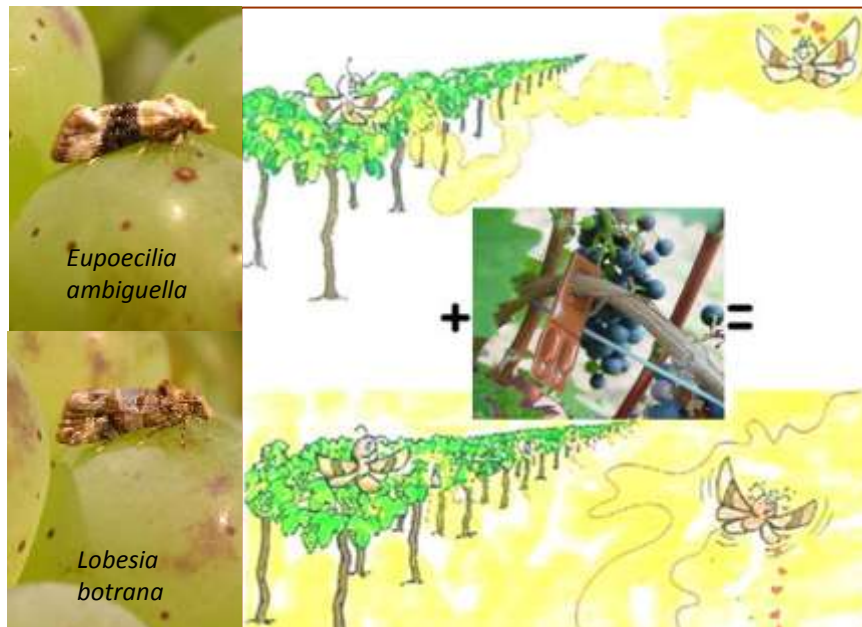 Eupoecilia
ambiguella
+
=
Lobesia
botrana